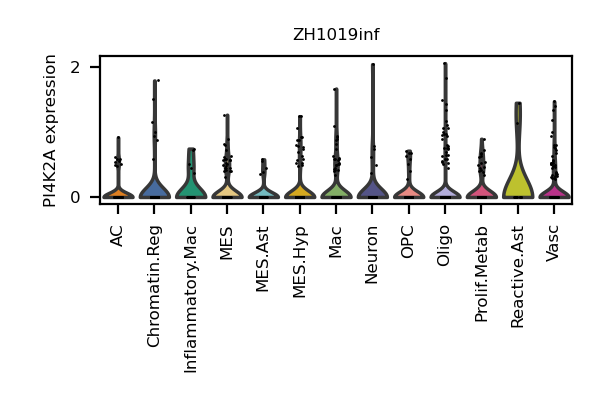 ZH1019inf
PI4K2A expression
2
0
AC
Chromatin.Reg
Inflammatory.Mac
MES
MES.Ast
MES.Hyp
Mac
Neuron
OPC
Oligo
Prolif.Metab
Reactive.Ast
Vasc